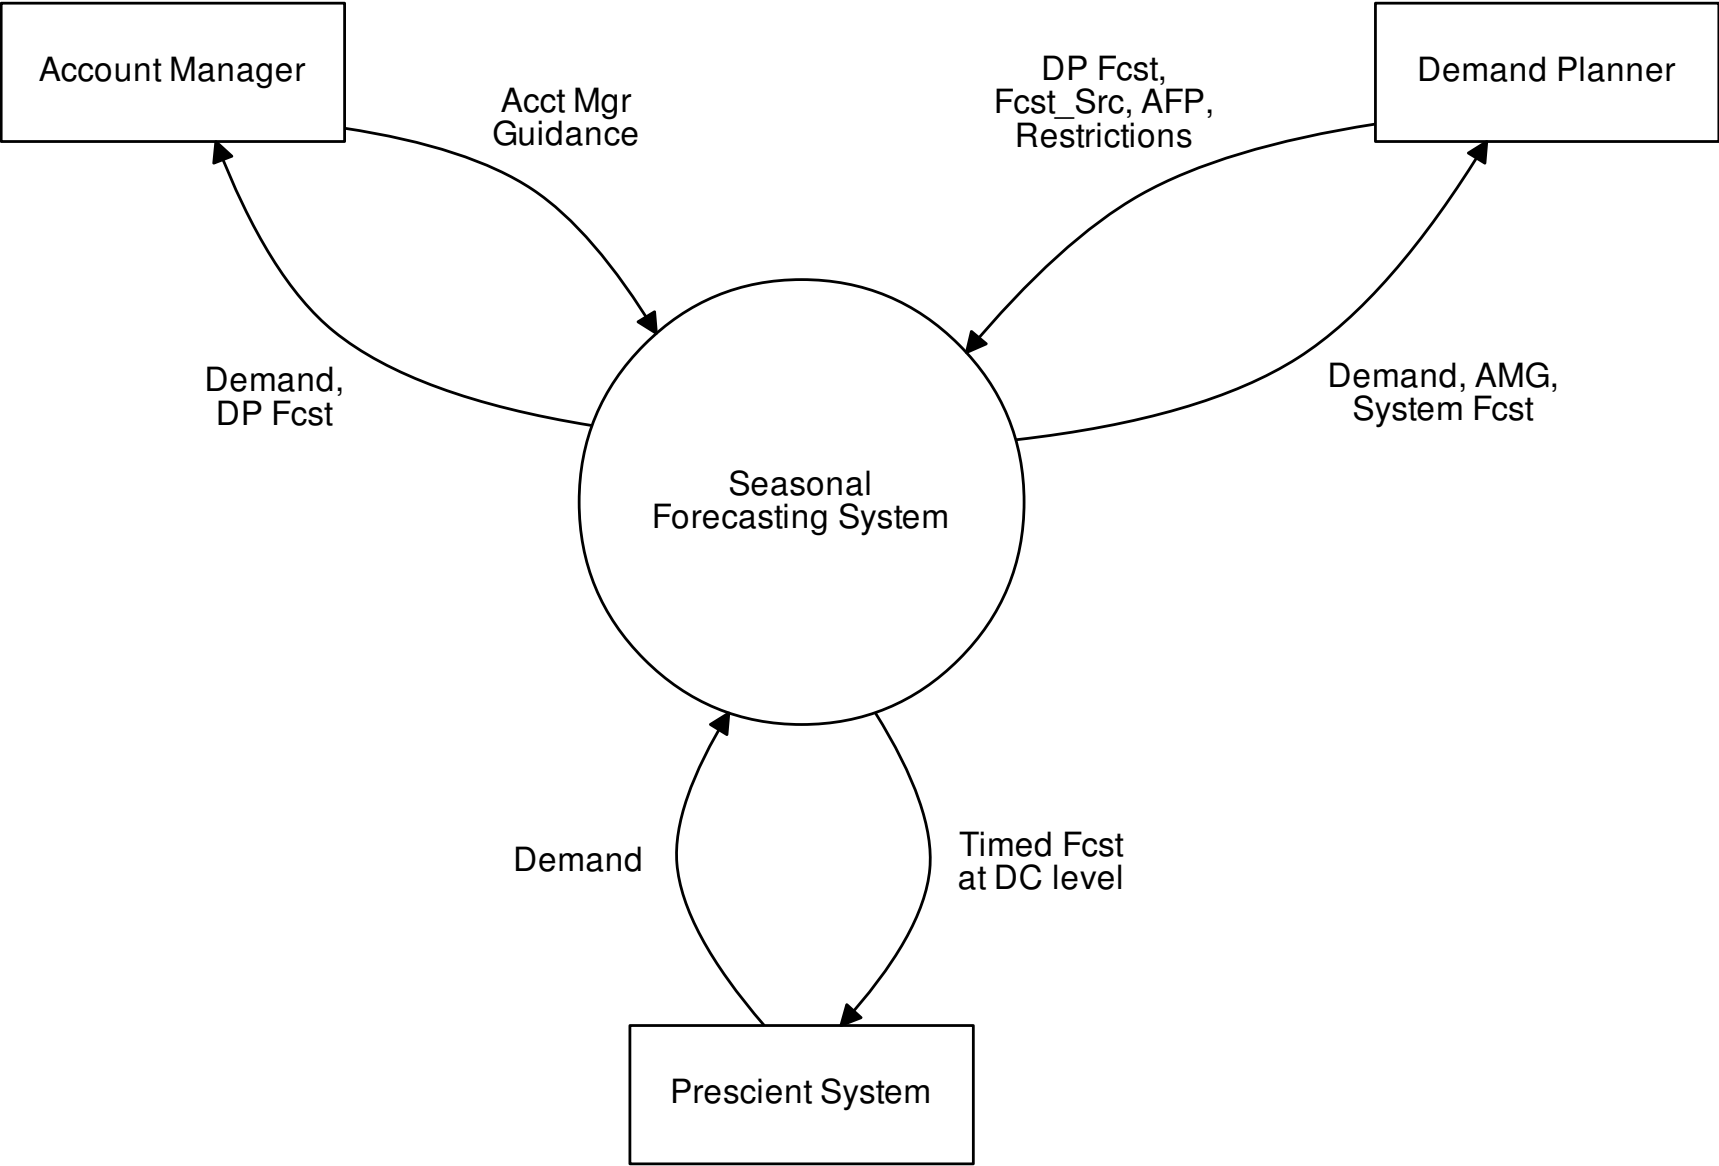 Account Manager
Acct Mgr
Guidance
DP Fcst,
Fcst_Src, AFP,
Restrictions
Demand Planner
Demand,
DP Fcst
Demand, AMG,
System Fcst
Seasonal
Forecasting System
Demand
Timed Fcst
at DC level
Prescient System